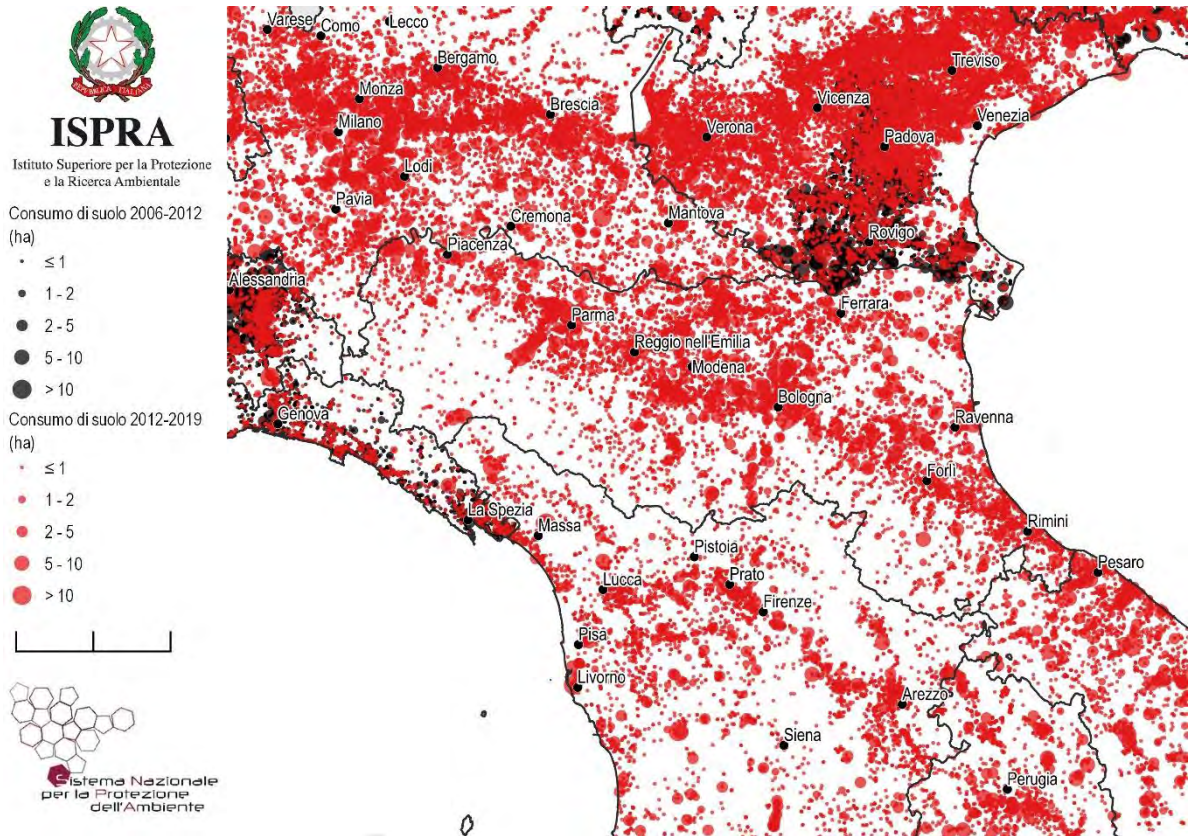 REPVBBLICA ITALIANA
ISPRA
Istituto Superiore per la Protezione
e la Ricerca Ambientale
Consumo di suolo 2006-2012
(ha)
≤ 1
1 - 2
2 - 5
5 - 10
> 10
Consumo di suolo 2012-2019
(ha)
≤ 1
1 - 2
2 - 5
5 - 10
> 10
Sistema Nazionale
per la Protezione
dell'Ambiente
Varese
Como
Lecco
Bergamo
Monza
Milano
Brescia
Lodi
Pavia
Cremona
Piacenza
Mantova
Verona
Vicenza
Treviso
Padova
Venezia
Rovigo
Alessandria
Parma
Reggio nell'Emilia
Modena
Ferrara
Bologna
Genova
Ravenna
Forlì
La Spezia
Massa
Rimini
Pistoia
Prato
Pesaro
Lucca
Firenze
Pisa
Livorno
Arezzo
Siena
Perugia